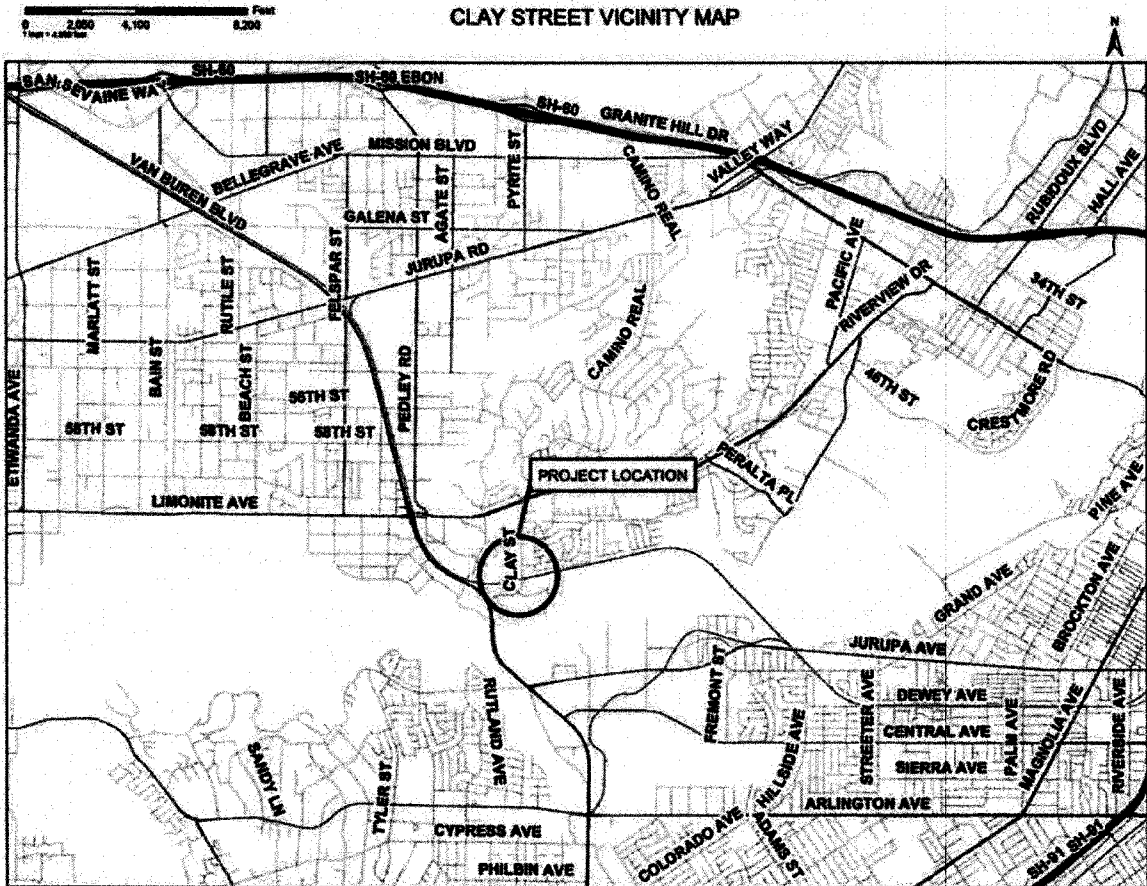 CLAY STREET VICINITY MAP
Feet
0 2,050 4,100 8,200
N
SAN SEVAINE WAY
SH-60
SH-60 EBON
SH-60
GRANITE HILL DR
VALLEY WAY
RUBIDOUX BLVD
HALL AVE
VAN BUREN BLVD
BELLEGRAVE AVE
MISSION BLVD
PYRITE ST
CAMINO REAL
AGATE ST
GALENA ST
JURUPA RD
FELSPAR ST
MARLATT ST
RUTILE ST
PACIFIC AVE
RIVERVIEW DR
34TH ST
CAMINO REAL
BAIN ST
BEACH ST
PEDLEY RD
ETIWANDA AVE
56TH ST
58TH ST
58TH ST
58TH ST
46TH ST
CRESTMORE RD
PROJECT LOCATION
PERALTA PL
PINE AVE
LIMONITE AVE
CLAY ST
GRAND AVE
BROCKTON AVE
JURUPA AVE
RUTLAND AVE
FREMONT ST
DEWEY AVE
STREETER AVE
CENTRAL AVE
PALM AVE
MAGNOLIA AVE
RIVERSIDE AVE
SANDY LN
TYLER ST
HILLSIDE AVE
SIERRA AVE
ARLINGTON AVE
CYPRESS AVE
COLORADO AVE
ADAMS ST
PHILBIN AVE
SH-91 SH-91